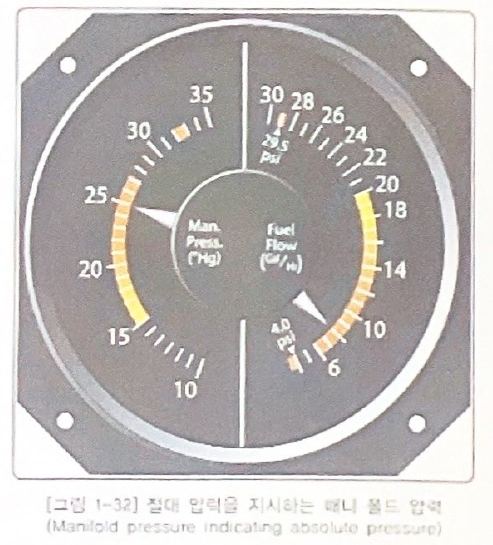 35
30
25
20
15
10
Man.
Press.
("Hg)
30
28
26
24
22
20
18
14
10
6
29.5
psi
Fuel
Flow
(Gal/Hr)
4.0
psi
[그림 1-32] 절대 압력을 지시하는 매니 폴드 압력
(Manifold pressure indicating absolute pressure)